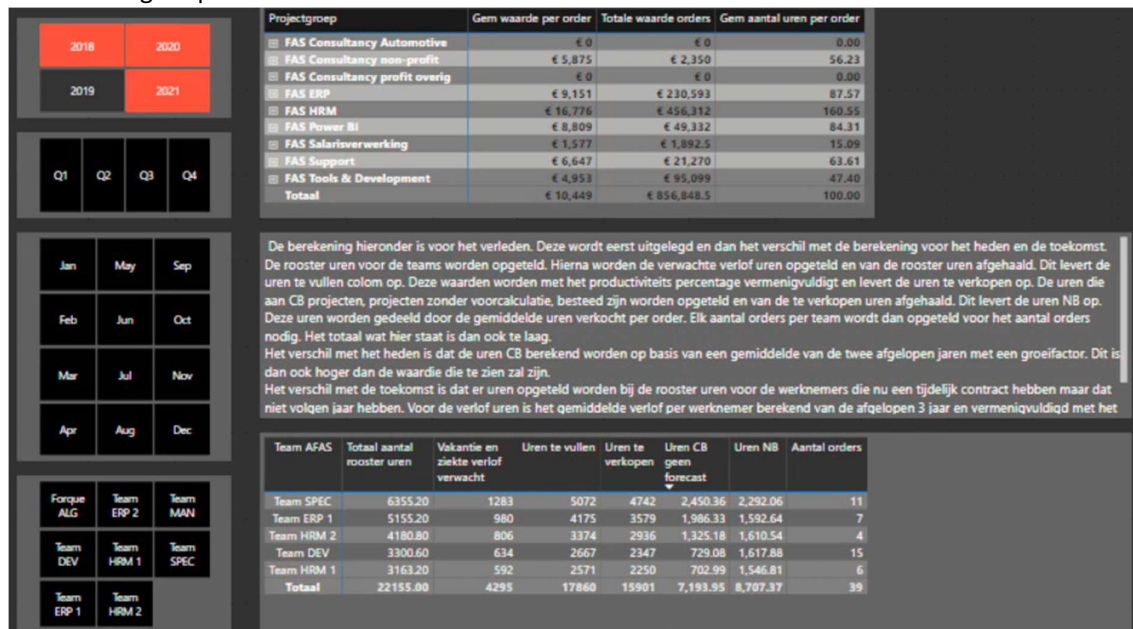 2018 2020
2019 2021
Q1 Q2 Q3 Q4
Jan May Sep
Feb Jun Oct
Mar Jul Nov
Apr Aug Dec
Forque ALG Team ERP 2 Team MAN
Team DEV Team HRM 1 Team SPEC
Team ERP 1 Team HRM 2
Projectgroep Gem waarde per order Totale waarde orders Gem aantal uren per order
FAS Consultancy Automotive € 0 € 0 0.00
FAS Consultancy non-profit € 5,875 € 2,350 56.23
FAS Consultancy profit overig € 0 € 0 0.00
FAS ERP € 9,151 € 230,593 87.57
FAS HRM € 16,776 € 456,312 160.55
FAS Power BI € 8,809 € 49,332 84.31
FAS Salarisverwerking € 1,577 € 1,892.5 15.09
FAS Support € 6,647 € 21,270 63.61
FAS Tools & Development € 4,953 € 95,099 47.40
Totaal € 10,449 € 856,848.5 100.00
De berekening hieronder is voor het verleden. Deze wordt eerst uitgelegd en dan het verschil met de berekening voor het heden en de toekomst.
De rooster uren voor de teams worden opgeteld. Hierna worden de verwachte verlof uren opgeteld en van de rooster uren afgehaald. Dit levert de
uren te vullen colom op. Deze waarden worden met het productiviteits percentage vermenigvuldigt en levert de uren te verkopen op. De uren die
aan CB projecten, projecten zonder voorcalculatie, besteed zijn worden opgeteld en van de te verkopen uren afgehaald. Dit levert de uren NB op.
Deze uren worden gedeeld door de gemiddelde uren verkocht per order. Elk aantal orders per team wordt dan opgeteld voor het aantal orders
nodig. Het totaal wat hier staat is dan ook te laag.
Het verschil met het heden is dat de uren CB berekend worden op basis van een gemiddelde van de twee afgelopen jaren met een groeifactor. Dit is
dan ook hoger dan de waardie die te zien zal zijn.
Het verschil met de toekomst is dat er uren opgeteld worden bij de rooster uren voor de werknemers die nu een tijdelijk contract hebben maar dat
niet volgen jaar hebben. Voor de verlof uren is het gemiddelde verlof per werknemer berekend van de afgelopen 3 jaar en vermenigvuldigd met het
Team AFAS Totaal aantal rooster uren Vakantie en ziekte verlof verwacht Uren te vullen Uren te verkopen Uren CB geen forecast Uren NB Aantal orders
Team SPEC 6355.20 1283 5072 4742 2,450.36 2,292.06 11
Team ERP 1 5155.20 980 4175 3579 1,986.33 1,592.64 7
Team HRM 2 4180.80 806 3374 2936 1,325.18 1,610.54 4
Team DEV 3300.60 634 2667 2347 729.08 1,617.88 15
Team HRM 1 3163.20 592 2571 2250 702.99 1,546.81 6
Totaal 22155.00 4295 17860 15901 7,193.95 8,707.37 39